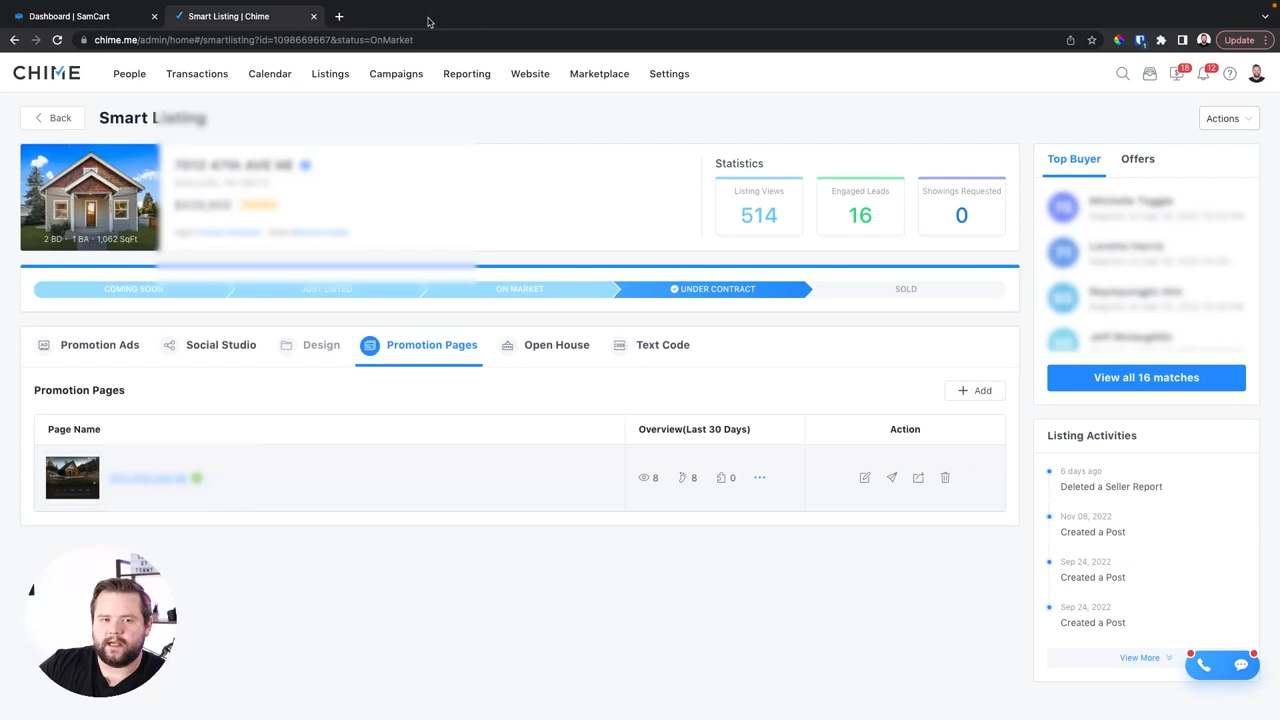 Dashboard | SamCart
Smart Listing | Chime
chime.me/admin/home#/smartlisting?id=1098669667&status=OnMarket
Update
CHIME
People
Transactions
Calendar
Listings
Campaigns
Reporting
Website
Marketplace
Settings
18
12
Back
Smart Listing
Actions
2 BD · 1 BA · 1,062 SqFt
Statistics
Listing Views
514
Engaged Leads
16
Showings Requested
0
Top Buyer
Offers
View all 16 matches
COMING SOON
JUST LISTED
ON MARKET
UNDER CONTRACT
SOLD
Promotion Ads
Social Studio
Design
Promotion Pages
Open House
Text Code
Promotion Pages
Add
Page Name
Overview(Last 30 Days)
Action
8
8
0
Listing Activities
6 days ago
Deleted a Seller Report
Nov 08, 2022
Created a Post
Sep 24, 2022
Created a Post
Sep 24, 2022
Created a Post
View More